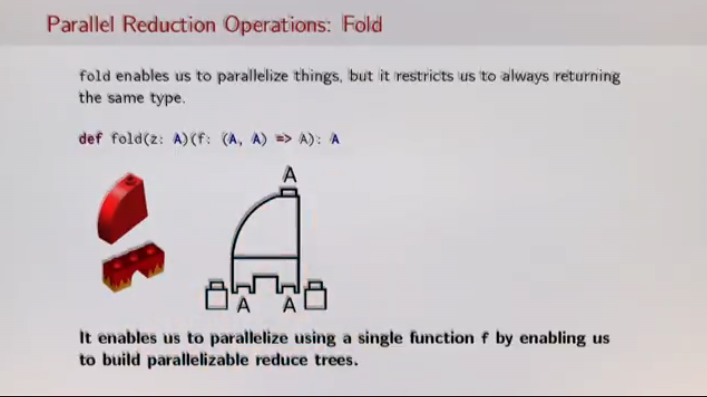 Parallel Reduction Operations: Fold
fold enables us to parallelize things, but it restricts us to always returning
the same type.
def fold(z: A)(f: (A, A) => A): A
A
A A
It enables us to parallelize using a single function f by enabling us
to build parallelizable reduce trees.